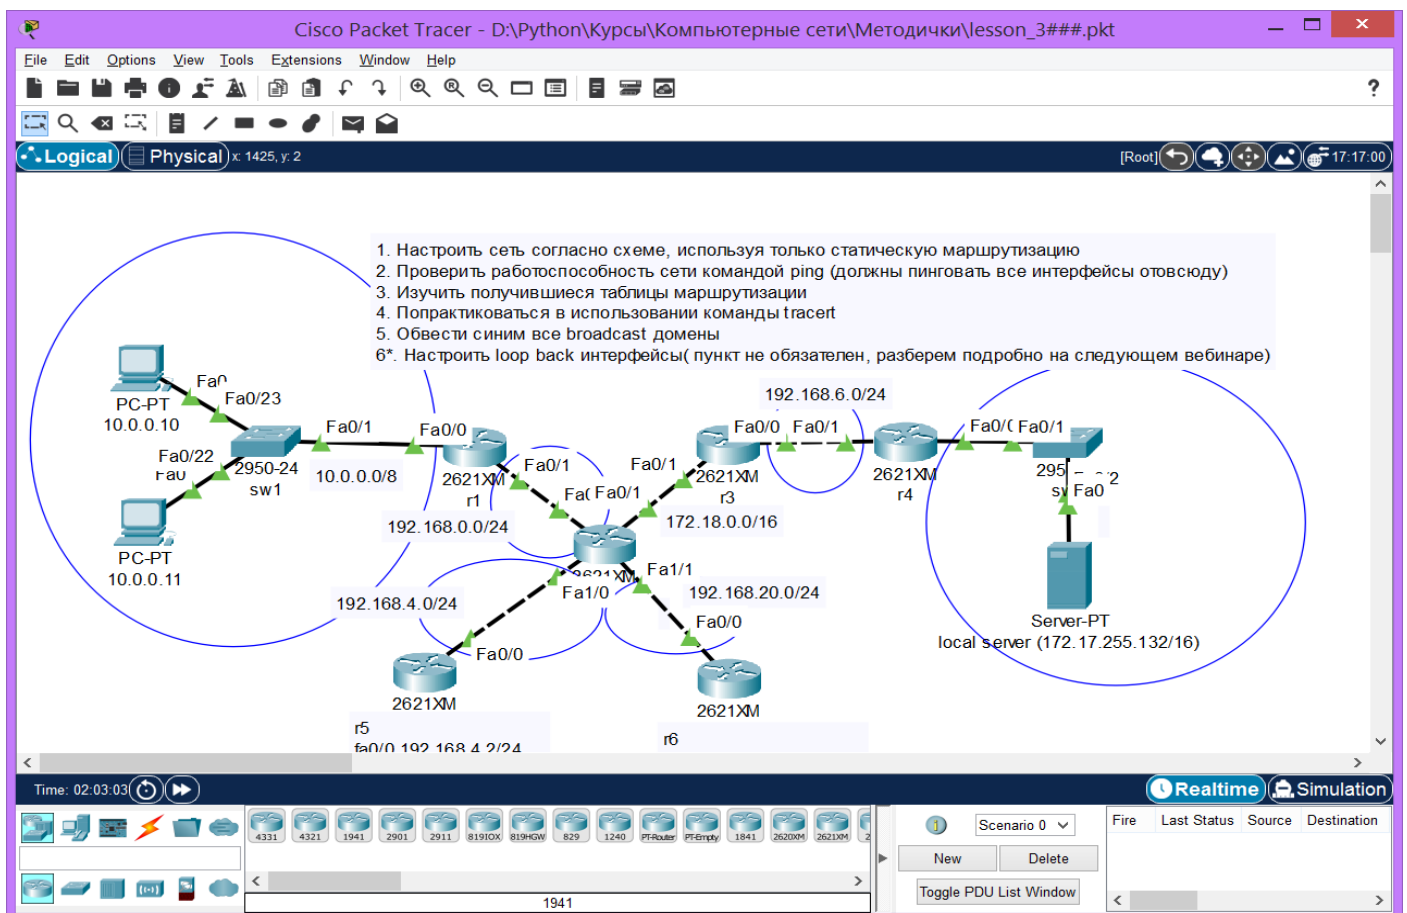 Cisco Packet Tracer - D:\Python\Курсы\Компьютерные сети\Методички\lesson_3###.pkt
File Edit Options View Tools Extensions Window Help
?
Logical Physical x: 1425, y: 2 [Root] 17:17:00
1. Настроить сеть согласно схеме, используя только статическую маршрутизацию
2. Проверить работоспособность сети командой ping (должны пинговать все интерфейсы отовсюду)
3. Изучить получившиеся таблицы маршрутизации
4. Попрактиковаться в использовании команды tracert
5. Обвести синим все broadcast домены
6*. Настроить loop back интерфейсы( пункт не обязателен, разберем подробно на следующем вебинаре)
PC-PT
10.0.0.10
Fa0/23
Fa0/22
Fa0
PC-PT
10.0.0.11
2950-24
sw1
Fa0/1
10.0.0.0/8
Fa0/0
2621XM
r1
Fa0/1
192.168.0.0/24
Fa0/1
Fa0/1
172.18.0.0/16
Fa0/0
2621XM
r3
192.168.6.0/24
Fa0/1
2621XM
r4
Fa0/1
Fa0
Server-PT
local server (172.17.255.132/16)
2621XM
Fa1/0
Fa1/1
192.168.4.0/24
192.168.20.0/24
Fa0/0
Fa0/0
2621XM
r5
fa0/0 192.168.4.2/24
2621XM
r6
Time: 02:03:03 Realtime Simulation
4331 4321 1941 2901 2911 819IOX 819HGW 829 1240 PT-Router PT-Empty 1841 2620XM 2621XM
1941
Scenario 0
New Delete
Toggle PDU List Window
Fire Last Status Source Destination